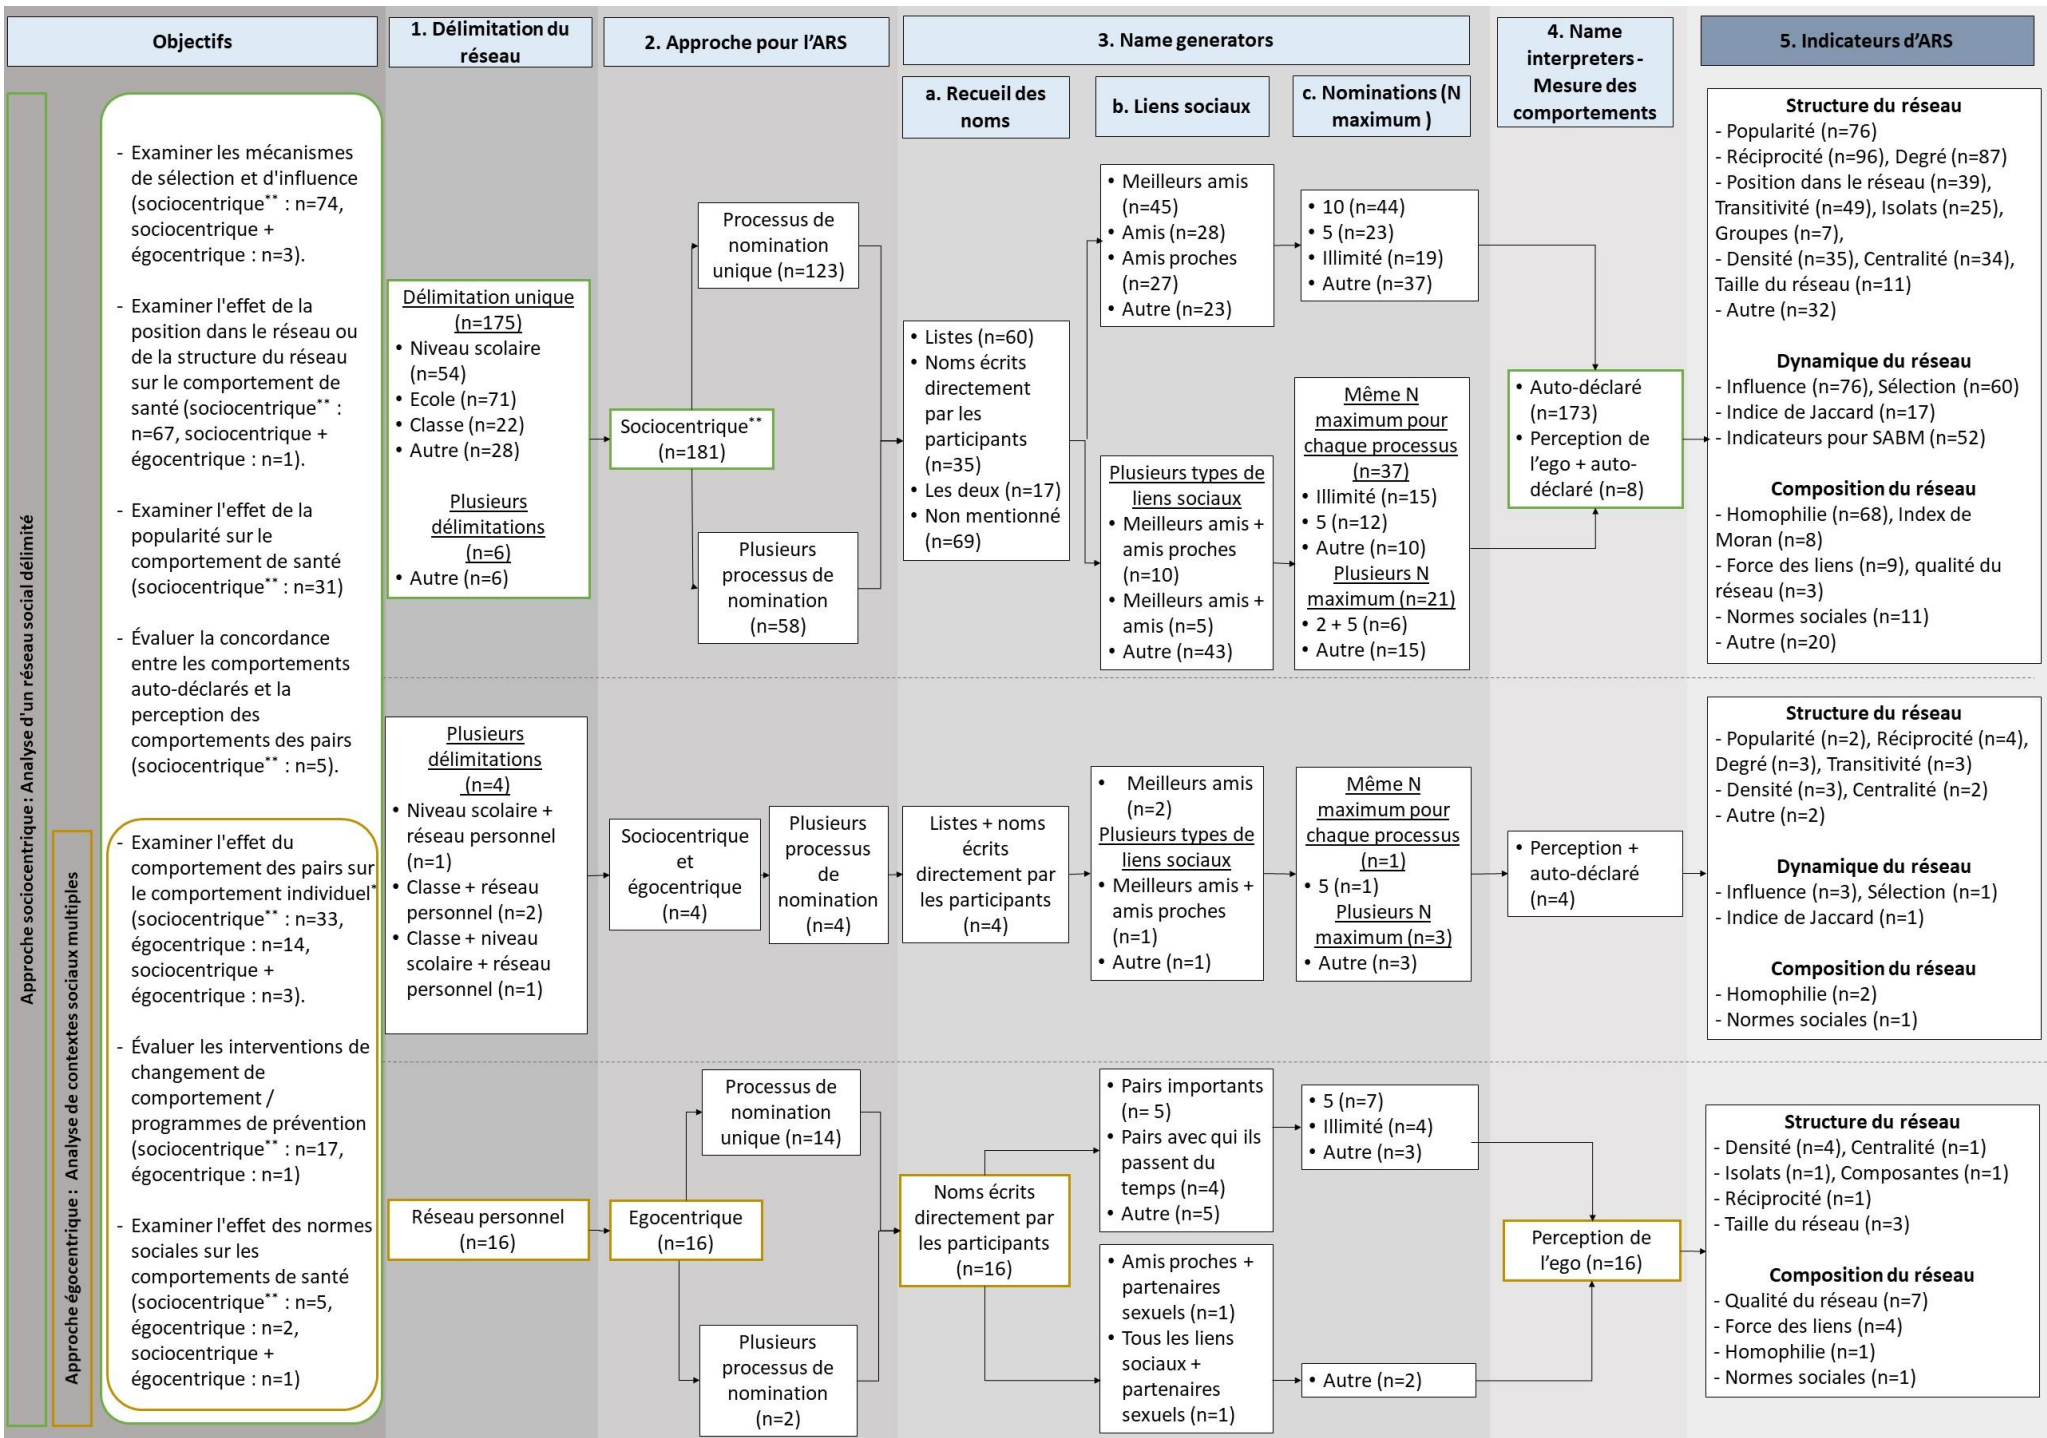 Objectifs
1. Délimitation du
réseau
2. Approche pour l'ARS
3. Name generators
4. Name
interpreters -
Mesure des
comportements
5. Indicateurs d'ARS
a. Recueil des
noms
b. Liens sociaux
c. Nominations (N
maximum )
Approche sociocentrique : Analyse d'un réseau social délimité
Approche égocentrique : Analyse de contextes sociaux multiples
- Examiner les mécanismes
de sélection et d'influence
(sociocentrique** : n=74,
sociocentrique +
égocentrique : n=3).
- Examiner l'effet de la
position dans le réseau ou
de la structure du réseau
sur le comportement de
santé (sociocentrique** :
n=67, sociocentrique +
égocentrique : n=1).
- Examiner l'effet de la
popularité sur le
comportement de santé
(sociocentrique** : n=31)
- Évaluer la concordance
entre les comportements
auto-déclarés et la
perception des
comportements des pairs
(sociocentrique** : n=5).
- Examiner l'effet du
comportement des pairs sur
le comportement individuel*
(sociocentrique** : n=33,
égocentrique : n=14,
sociocentrique +
égocentrique : n=3).
- Évaluer les interventions de
changement de
comportement /
programmes de prévention
(sociocentrique** : n=17,
égocentrique : n=1)
- Examiner l'effet des normes
sociales sur les
comportements de santé
(sociocentrique** : n=5,
égocentrique : n=2,
sociocentrique +
égocentrique : n=1)
Délimitation unique
(n=175)
• Niveau scolaire
(n=54)
• Ecole (n=71)
• Classe (n=22)
• Autre (n=28)
Plusieurs
délimitations
(n=6)
• Autre (n=6)
Sociocentrique**
(n=181)
Processus de
nomination
unique (n=123)
Plusieurs
processus de
nomination
(n=58)
• Listes (n=60)
• Noms écrits
directement
par les
participants
(n=35)
• Les deux (n=17)
• Non mentionné
(n=69)
• Meilleurs amis
(n=45)
• Amis (n=28)
• Amis proches
(n=27)
• Autre (n=23)
• 10 (n=44)
• 5 (n=23)
• Illimité (n=19)
• Autre (n=37)
Plusieurs types de
liens sociaux
• Meilleurs amis +
amis proches
(n=10)
• Meilleurs amis +
amis (n=5)
• Autre (n=43)
Même N
maximum pour
chaque processus
(n=37)
• Illimité (n=15)
• 5 (n=12)
• Autre (n=10)
Plusieurs N
maximum (n=21)
• 2 + 5 (n=6)
• Autre (n=15)
• Auto-déclaré
(n=173)
• Perception de
l'ego + auto-
déclaré (n=8)
Structure du réseau
- Popularité (n=76)
- Réciprocité (n=96), Degré (n=87)
- Position dans le réseau (n=39),
Transitivité (n=49), Isolats (n=25),
Groupes (n=7),
- Densité (n=35), Centralité (n=34),
Taille du réseau (n=11)
- Autre (n=32)
Dynamique du réseau
- Influence (n=76), Sélection (n=60)
- Indice de Jaccard (n=17)
- Indicateurs pour SABM (n=52)
Composition du réseau
- Homophilie (n=68), Index de
Moran (n=8)
- Force des liens (n=9), qualité du
réseau (n=3)
- Normes sociales (n=11)
- Autre (n=20)
Plusieurs
délimitations
(n=4)
• Niveau scolaire +
réseau personnel
(n=1)
• Classe + réseau
personnel (n=2)
• Classe + niveau
scolaire + réseau
personnel (n=1)
Sociocentrique
et
égocentrique
(n=4)
Plusieurs
processus
de
nomination
(n=4)
Listes + noms
écrits
directement par
les participants
(n=4)
• Meilleurs amis
(n=2)
Plusieurs types de
liens sociaux
• Meilleurs amis +
amis proches
(n=1)
• Autre (n=1)
Même N
maximum pour
chaque processus
(n=1)
• 5 (n=1)
Plusieurs N
maximum (n=3)
• Autre (n=3)
• Perception +
auto-déclaré
(n=4)
Structure du réseau
- Popularité (n=2), Réciprocité (n=4),
Degré (n=3), Transitivité (n=3)
- Densité (n=3), Centralité (n=2)
- Autre (n=2)
Dynamique du réseau
- Influence (n=3), Sélection (n=1)
- Indice de Jaccard (n=1)
Composition du réseau
- Homophilie (n=2)
- Normes sociales (n=1)
Réseau personnel
(n=16)
Egocentrique
(n=16)
Processus de
nomination
unique (n=14)
Plusieurs
processus de
nomination
(n=2)
Noms écrits
directement par
les participants
(n=16)
• Pairs importants
(n= 5)
• Pairs avec qui ils
passent du
temps (n=4)
• Autre (n=5)
• 5 (n=7)
• Illimité (n=4)
• Autre (n=3)
• Amis proches +
partenaires
sexuels (n=1)
• Tous les liens
sociaux +
partenaires
sexuels (n=1)
• Autre (n=2)
Perception de
l'ego (n=16)
Structure du réseau
- Densité (n=4), Centralité (n=1)
- Isolats (n=1), Composantes (n=1)
- Réciprocité (n=1)
- Taille du réseau (n=3)
Composition du réseau
- Qualité du réseau (n=7)
- Force des liens (n=4)
- Homophilie (n=1)
- Normes sociales (n=1)